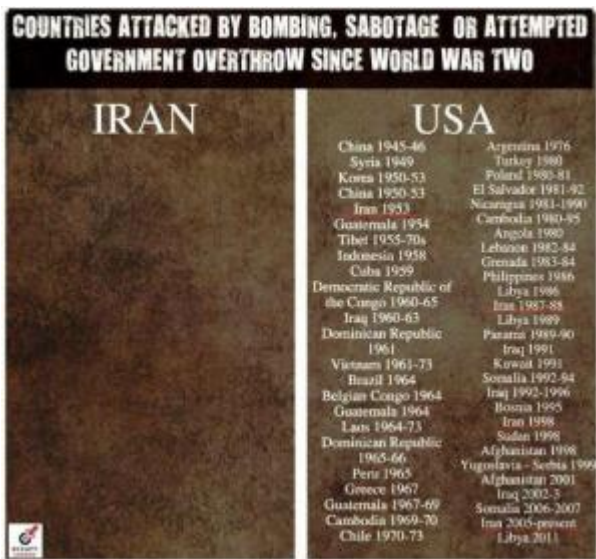 COUNTRIES ATTACKED BY BOMBING, SABOTAGE OR ATTEMPTED
GOVERNMENT OVERTHROW SINCE WORLD WAR TWO
IRAN
USA
China 1945-46
Syria 1949
Korea 1950-53
China 1950-53
Iran 1953
Guatemala 1954
Tibet 1955-70s
Indonesia 1958
Cuba 1959
Democratic Republic of
the Congo 1960-65
Iraq 1960-63
Dominican Republic
1961
Vietnam 1961-73
Brazil 1964
Belgian Congo 1964
Guatemala 1964
Laos 1964-73
Dominican Republic
1965-66
Peru 1965
Greece 1967
Guatemala 1967-69
Cambodia 1969-70
Chile 1970-73
Argentina 1976
Turkey 1980
Poland 1980-81
El Salvador 1981-92
Nicaragua 1981-1990
Cambodia 1980-95
Angola 1980
Lebanon 1982-84
Grenada 1983-84
Philippines 1986
Libya 1986
Iran 1987-88
Libya 1989
Panama 1989-90
Iraq 1991
Kuwait 1991
Somalia 1992-94
Iraq 1992-1996
Bosnia 1995
Iran 1998
Sudan 1998
Afghanistan 1998
Yugoslavia - Serbia 1999
Afghanistan 2001
Iraq 2002-3
Somalia 2006-2007
Iran 2005-present
Libya 2011